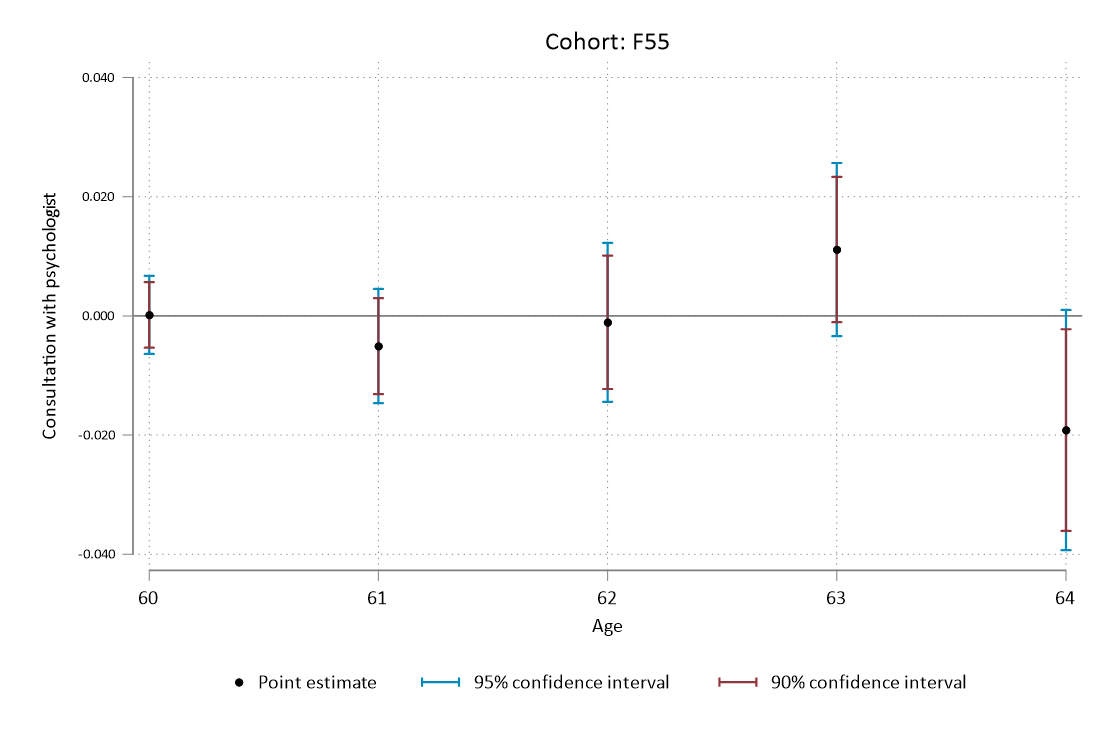 Cohort: F55
Consultation with psychologist
0.040
0.020
0.000
-0.020
-0.040
60 61 62 63 64
Age
Point estimate 95% confidence interval 90% confidence interval